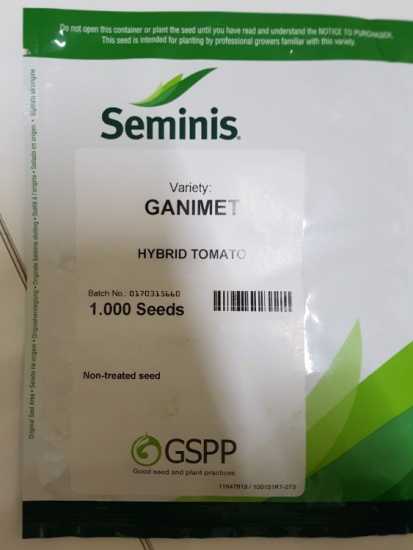 Do not open this container or plant the seed until you have read and understand the NOTICE TO PURCHASER.
This seed is intended for planting by professional growers familiar with this variety.
Seminis
Variety:
GANIMET
HYBRID TOMATO
Batch No.: 0170315660
1.000 Seeds
Non-treated seed
GSPP
Good seed and plant practices